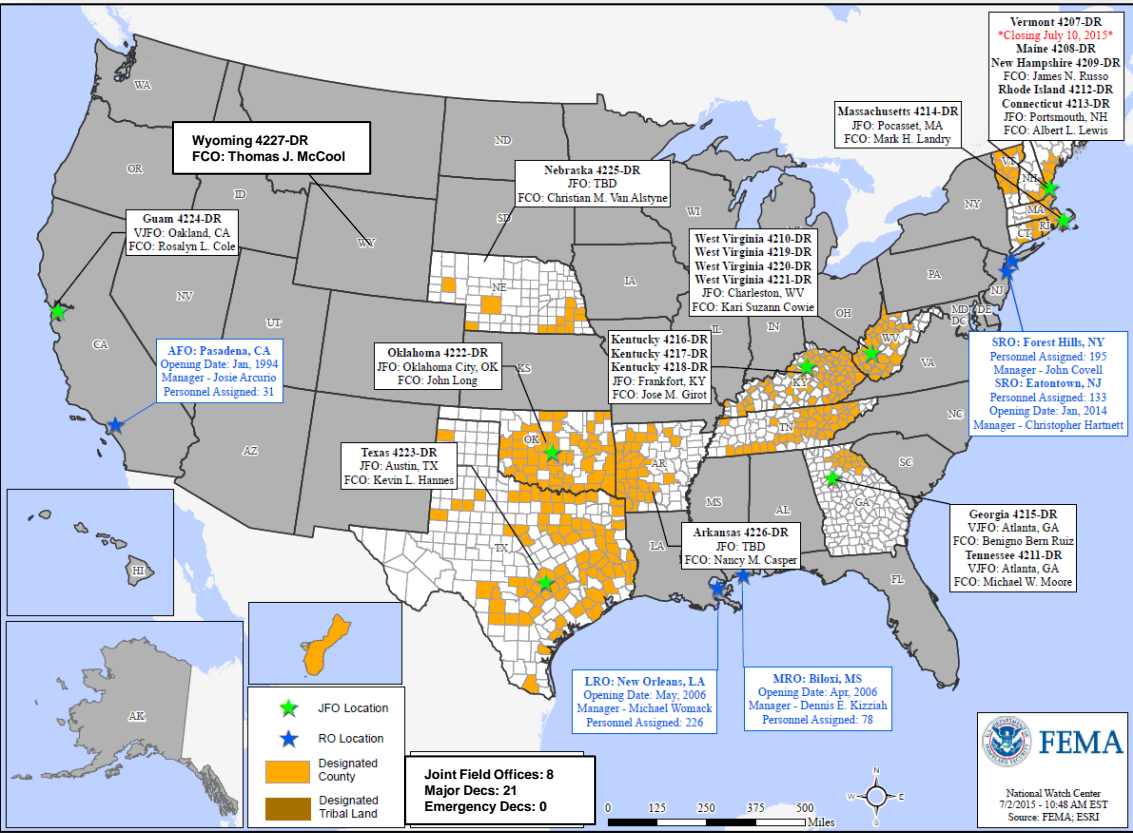 Vermont 4207-DR
*Closing July 10, 2015*
Maine 4208-DR
New Hampshire 4209-DR
FCO: James N. Russo
Rhode Island 4212-DR
Connecticut 4213-DR
JFO: Portsmouth, NH
FCO: Albert L. Lewis
Massachusetts 4214-DR
JFO: Pocasset, MA
FCO: Mark H. Landry
Wyoming 4227-DR
FCO: Thomas J. McCool
Nebraska 4225-DR
JFO: TBD
FCO: Christian M. Van Alstyne
Guam 4224-DR
VJFO: Oakland, CA
FCO: Rosalyn L. Cole
West Virginia 4210-DR
West Virginia 4219-DR
West Virginia 4220-DR
West Virginia 4221-DR
JFO: Charleston, WV
FCO: Kari Suzann Cowie
AFO: Pasadena, CA
Opening Date: Jan, 1994
Manager - Josie Arcurio
Personnel Assigned: 31
Oklahoma 4222-DR
JFO: Oklahoma City, OK
FCO: John Long
Kentucky 4216-DR
Kentucky 4217-DR
Kentucky 4218-DR
JFO: Frankfort, KY
FCO: Jose M. Girot
SRO: Forest Hills, NY
Personnel Assigned: 195
Manager - John Covell
SRO: Eatontown, NJ
Personnel Assigned: 133
Opening Date: Jan, 2014
Manager - Christopher Hartnett
Texas 4223-DR
JFO: Austin, TX
FCO: Kevin L. Hannes
Arkansas 4226-DR
JFO: TBD
FCO: Nancy M. Casper
Georgia 4215-DR
VJFO: Atlanta, GA
FCO: Benigno Bern Ruiz
Tennessee 4211-DR
VJFO: Atlanta, GA
FCO: Michael W. Moore
LRO: New Orleans, LA
Opening Date: May, 2006
Manager - Michael Womack
Personnel Assigned: 226
MRO: Biloxi, MS
Opening Date: Apr, 2006
Manager - Dennis E. Kizziah
Personnel Assigned: 78
WA
OR
ID
ND
SD
WY
WI
NY
VT
NH
MA
CT
RI
NV
UT
CA
NE
IA
IL
IN
OH
PA
NJ
MD
DE
DC
WV
VA
KS
KY
AZ
OK
AR
TN
NC
SC
MS
AL
GA
TX
LA
FL
HI
AK
JFO Location
RO Location
Designated
County
Designated
Tribal Land
Joint Field Offices: 8
Major Decs: 21
Emergency Decs: 0
0 125 250 375 500
Miles
N
W E
S
FEMA
National Watch Center
7/2/2015 - 10:48 AM EST
Source: FEMA; ESRI